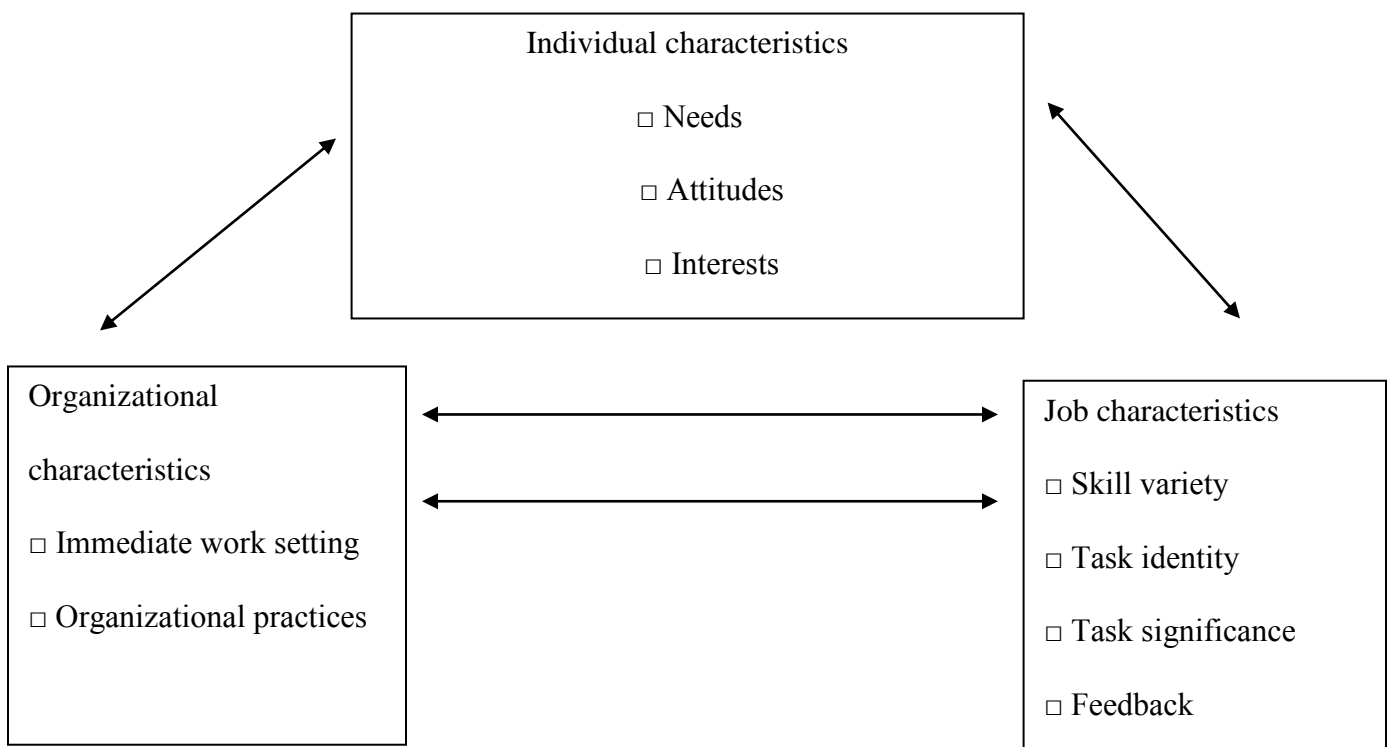 Individual characteristics
□ Needs
□ Attitudes
□ Interests
Organizational
characteristics
□ Immediate work setting
□ Organizational practices
Job characteristics
□ Skill variety
□ Task identity
□ Task significance
□ Feedback